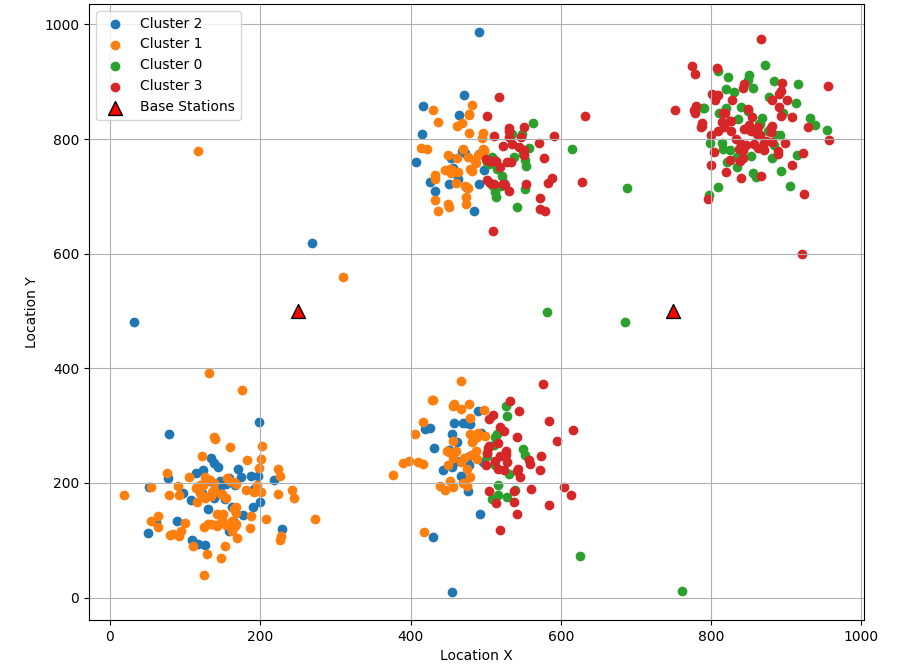 Cluster 2
Cluster 1
Cluster 0
Cluster 3
Base Stations
1000
800
600
400
200
0
Location Y
0 200 400 600 800 1000
Location X